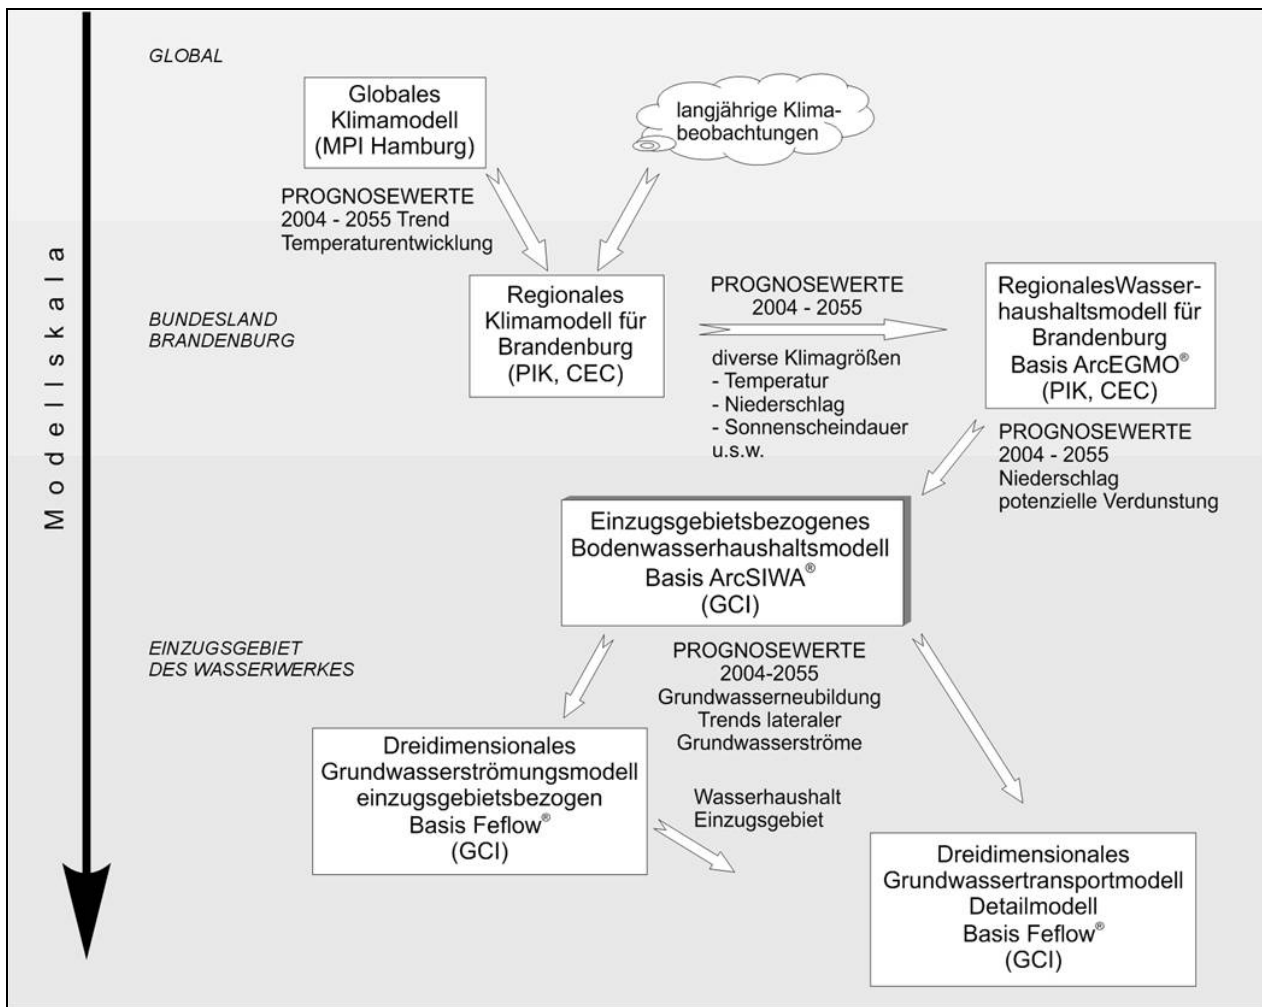 Modellskala
GLOBAL
Globales
Klimamodell
(MPI Hamburg)
langjährige Klima-
beobachtungen
PROGNOSEWERTE
2004 - 2055 Trend
Temperaturentwicklung
BUNDESLAND
BRANDENBURG
Regionales
Klimamodell für
Brandenburg
(PIK, CEC)
PROGNOSEWERTE
2004 - 2055
diverse Klimagrößen
- Temperatur
- Niederschlag
- Sonnenscheindauer
u.s.w.
RegionalesWasser-
haushaltsmodell für
Brandenburg
Basis ArcEGMO®
(PIK, CEC)
PROGNOSEWERTE
2004 - 2055
Niederschlag
potenzielle Verdunstung
Einzugsgebietsbezogenes
Bodenwasserhaushaltsmodell
Basis ArcSIWA®
(GCI)
EINZUGSGEBIET
DES WASSERWERKES
PROGNOSEWERTE
2004-2055
Grundwasserneubildung
Trends lateraler
Grundwasserströme
Dreidimensionales
Grundwasserströmungsmodell
einzugsgebietsbezogen
Basis Feflow®
(GCI)
Wasserhaushalt
Einzugsgebiet
Dreidimensionales
Grundwassertransportmodell
Detailmodell
Basis Feflow®
(GCI)